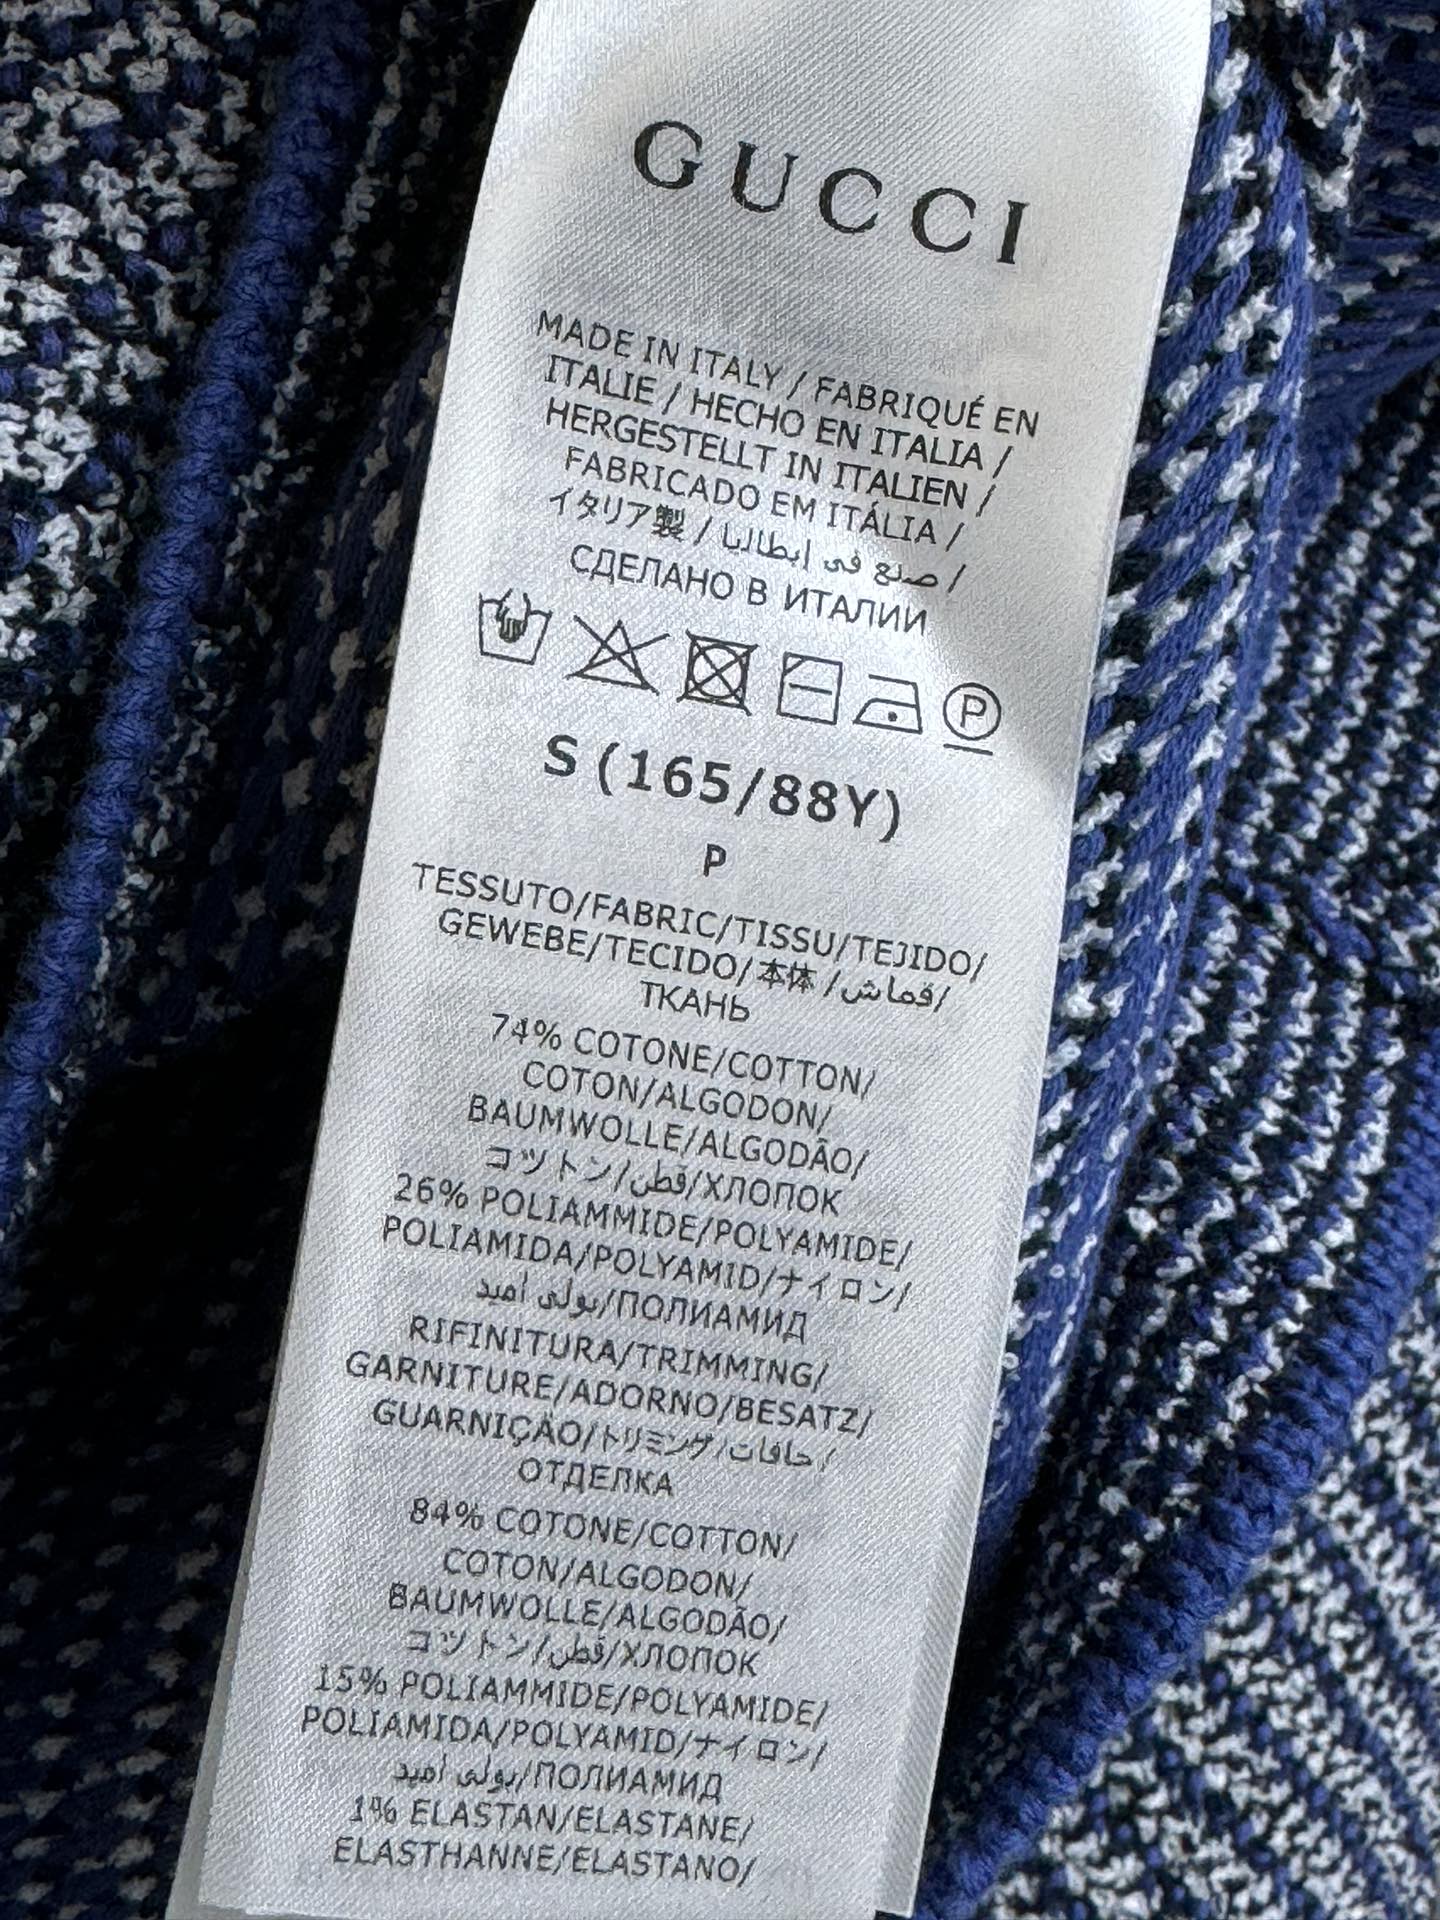 GUCCI
MADE IN ITALY / FABRIQUÉ EN
ITALIE / HECHO EN ITALIA /
HERGESTELLT IN ITALIEN /
FABRICADO EM ITÁLIA /
イタリア製 / صنع في إيطاليا /
СДЕЛАНО В ИТАЛИИ
P
S (165/88Y)
P
TESSUTO/FABRIC/TISSU/TEJIDO/
GEWEBE/TECIDO/本体/قماش/
ТКАНЬ
74% COTONE/COTTON/
COTON/ALGODON/
BAUMWOLLE/ALGODÃO/
コットン/قطن/ХЛОПОК
26% POLIAMMIDE/POLYAMIDE/
POLIAMIDA/POLYAMID/ナイロン/
بولي أميد/ПОЛИАМИД
RIFINITURA/TRIMMING/
GARNITURE/ADORNO/BESATZ/
GUARNIÇÃO/トリミング/حافات/
ОТДЕЛКА
84% COTONE/COTTON/
COTON/ALGODON/
BAUMWOLLE/ALGODÃO/
コットン/قطن/ХЛОПОК
15% POLIAMMIDE/POLYAMIDE/
POLIAMIDA/POLYAMID/ナイロン/
بولي أميد/ПОЛИАМИД
1% ELASTAN/ELASTANE/
ELASTHANNE/ELASTANO/